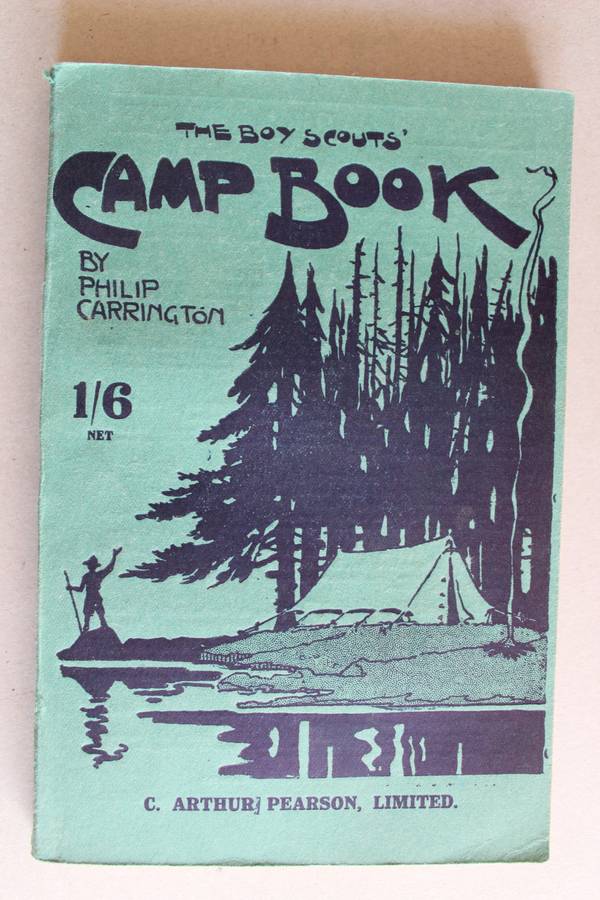 THE BOY SCOUTS'
CAMP BOOK
BY
PHILIP
CARRINGTON
1/6
NET
C. ARTHUR PEARSON, LIMITED.